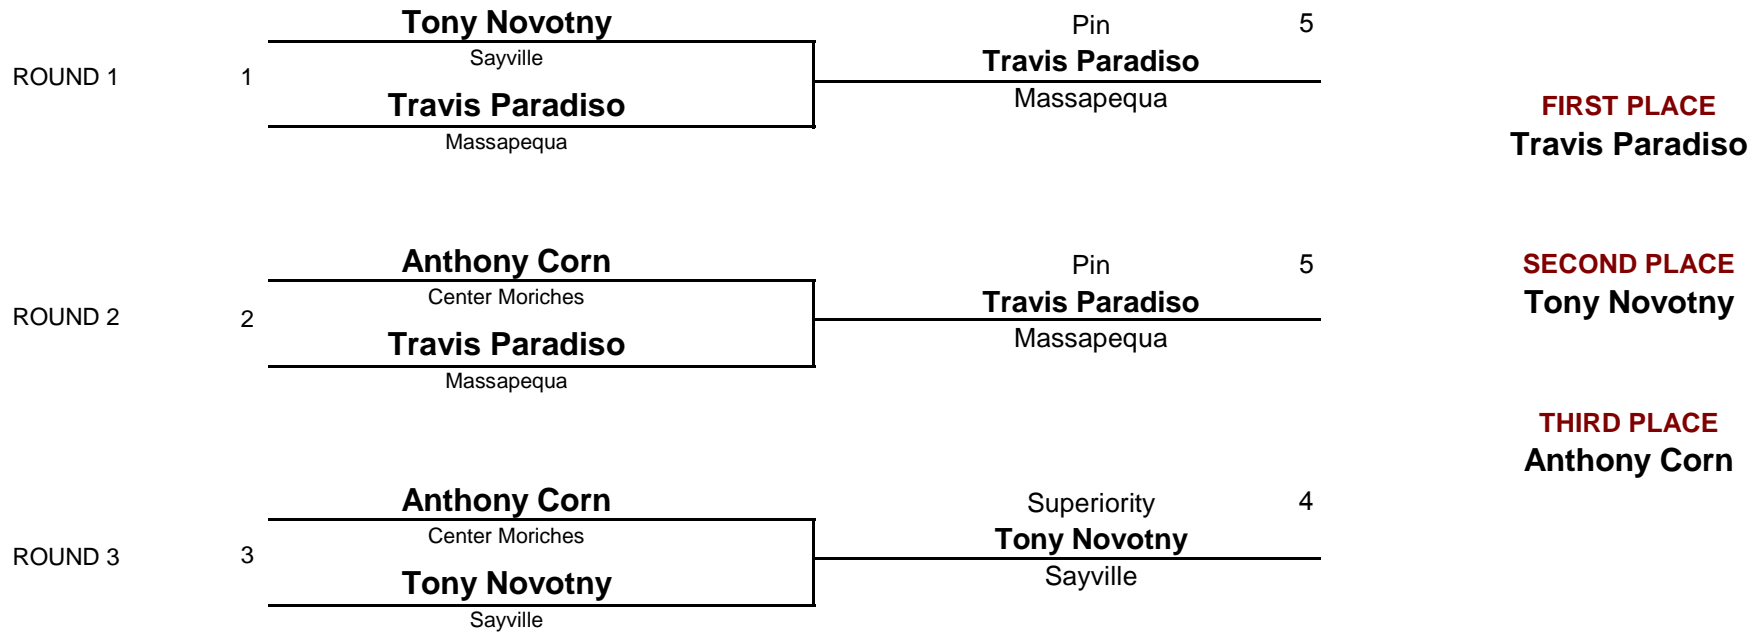 Tony Novotny
Sayville
ROUND 1
1
Travis Paradiso
Massapequa
Pin
5
Travis Paradiso
Massapequa
Anthony Corn
Center Moriches
ROUND 2
2
Travis Paradiso
Massapequa
Pin
5
Travis Paradiso
Massapequa
Anthony Corn
Center Moriches
ROUND 3
3
Tony Novotny
Sayville
Superiority
4
Tony Novotny
Sayville
FIRST PLACE
Travis Paradiso
SECOND PLACE
Tony Novotny
THIRD PLACE
Anthony Corn